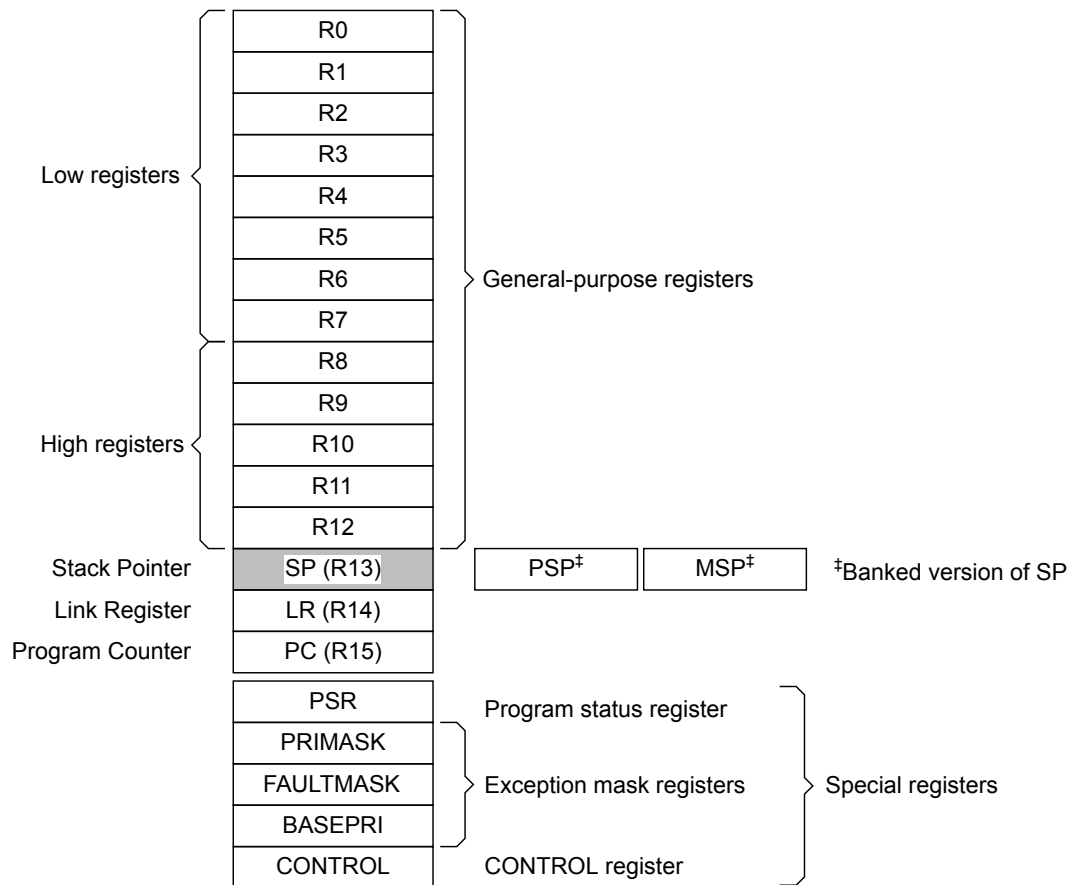 R0
R1
R2
R3
Low registers
R4
R5
R6
General-purpose registers
R7
R8
R9
High registers
R10
R11
R12
Stack Pointer SP (R13) PSP‡ MSP‡ ‡Banked version of SP
Link Register LR (R14)
Program Counter PC (R15)
PSR Program status register
PRIMASK
FAULTMASK Exception mask registers Special registers
BASEPRI
CONTROL CONTROL register